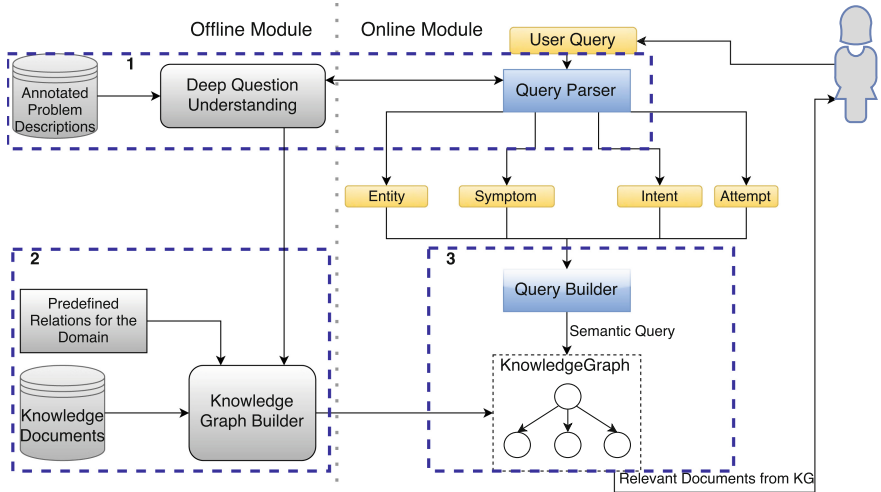 Offline Module
Online Module
User Query
1
Annotated
Problem
Descriptions
Deep Question
Understanding
Query Parser
Entity
Symptom
Intent
Attempt
2
3
Predefined
Relations for the
Domain
Query Builder
Semantic Query
KnowledgeGraph
Knowledge
Documents
Knowledge
Graph Builder
Relevant Documents from KG